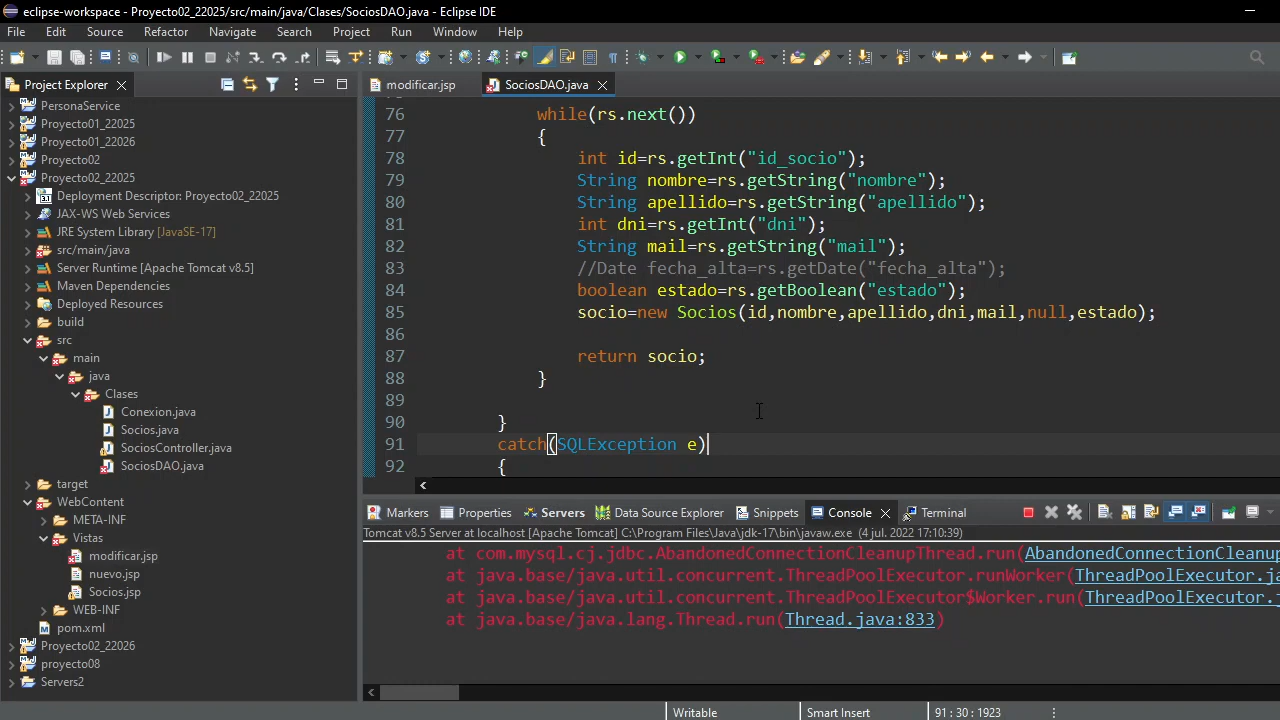 eclipse-workspace - Proyecto02_22025/src/main/java/Clases/SociosDAO.java - Eclipse IDE
File Edit Source Refactor Navigate Search Project Run Window Help
Project Explorer
PersonaService
Proyecto01_22025
Proyecto01_22026
Proyecto02
Proyecto02_22025
Deployment Descriptor: Proyecto02_22025
JAX-WS Web Services
JRE System Library [JavaSE-17]
src/main/java
Server Runtime [Apache Tomcat v8.5]
Maven Dependencies
Deployed Resources
build
src
main
java
Clases
Conexion.java
Socios.java
SociosController.java
SociosDAO.java
target
WebContent
META-INF
Vistas
modificar.jsp
nuevo.jsp
Socios.jsp
WEB-INF
pom.xml
Proyecto02_22026
proyecto08
Servers2
modificar.jsp SociosDAO.java
76 while(rs.next())
77 {
78 int id=rs.getInt("id_socio");
79 String nombre=rs.getString("nombre");
80 String apellido=rs.getString("apellido");
81 int dni=rs.getInt("dni");
82 String mail=rs.getString("mail");
83 //Date fecha_alta=rs.getDate("fecha_alta");
84 boolean estado=rs.getBoolean("estado");
85 socio=new Socios(id,nombre,apellido,dni,mail,null,estado);
86
87 return socio;
88 }
89
90 }
91 catch(SQLException e)
92 {
Markers Properties Servers Data Source Explorer Snippets Console Terminal
Tomcat v8.5 Server at localhost [Apache Tomcat] C:\Program Files\Java\jdk-17\bin\javaw.exe (4 jul. 2022 17:10:39)
at com.mysql.cj.jdbc.AbandonedConnectionCleanupThread.run(AbandonedConnectionCleanup
at java.base/java.util.concurrent.ThreadPoolExecutor.runWorker(ThreadPoolExecutor.ja
at java.base/java.util.concurrent.ThreadPoolExecutor$Worker.run(ThreadPoolExecutor.j
at java.base/java.lang.Thread.run(Thread.java:833)
Writable Smart Insert 91 : 30 : 1923